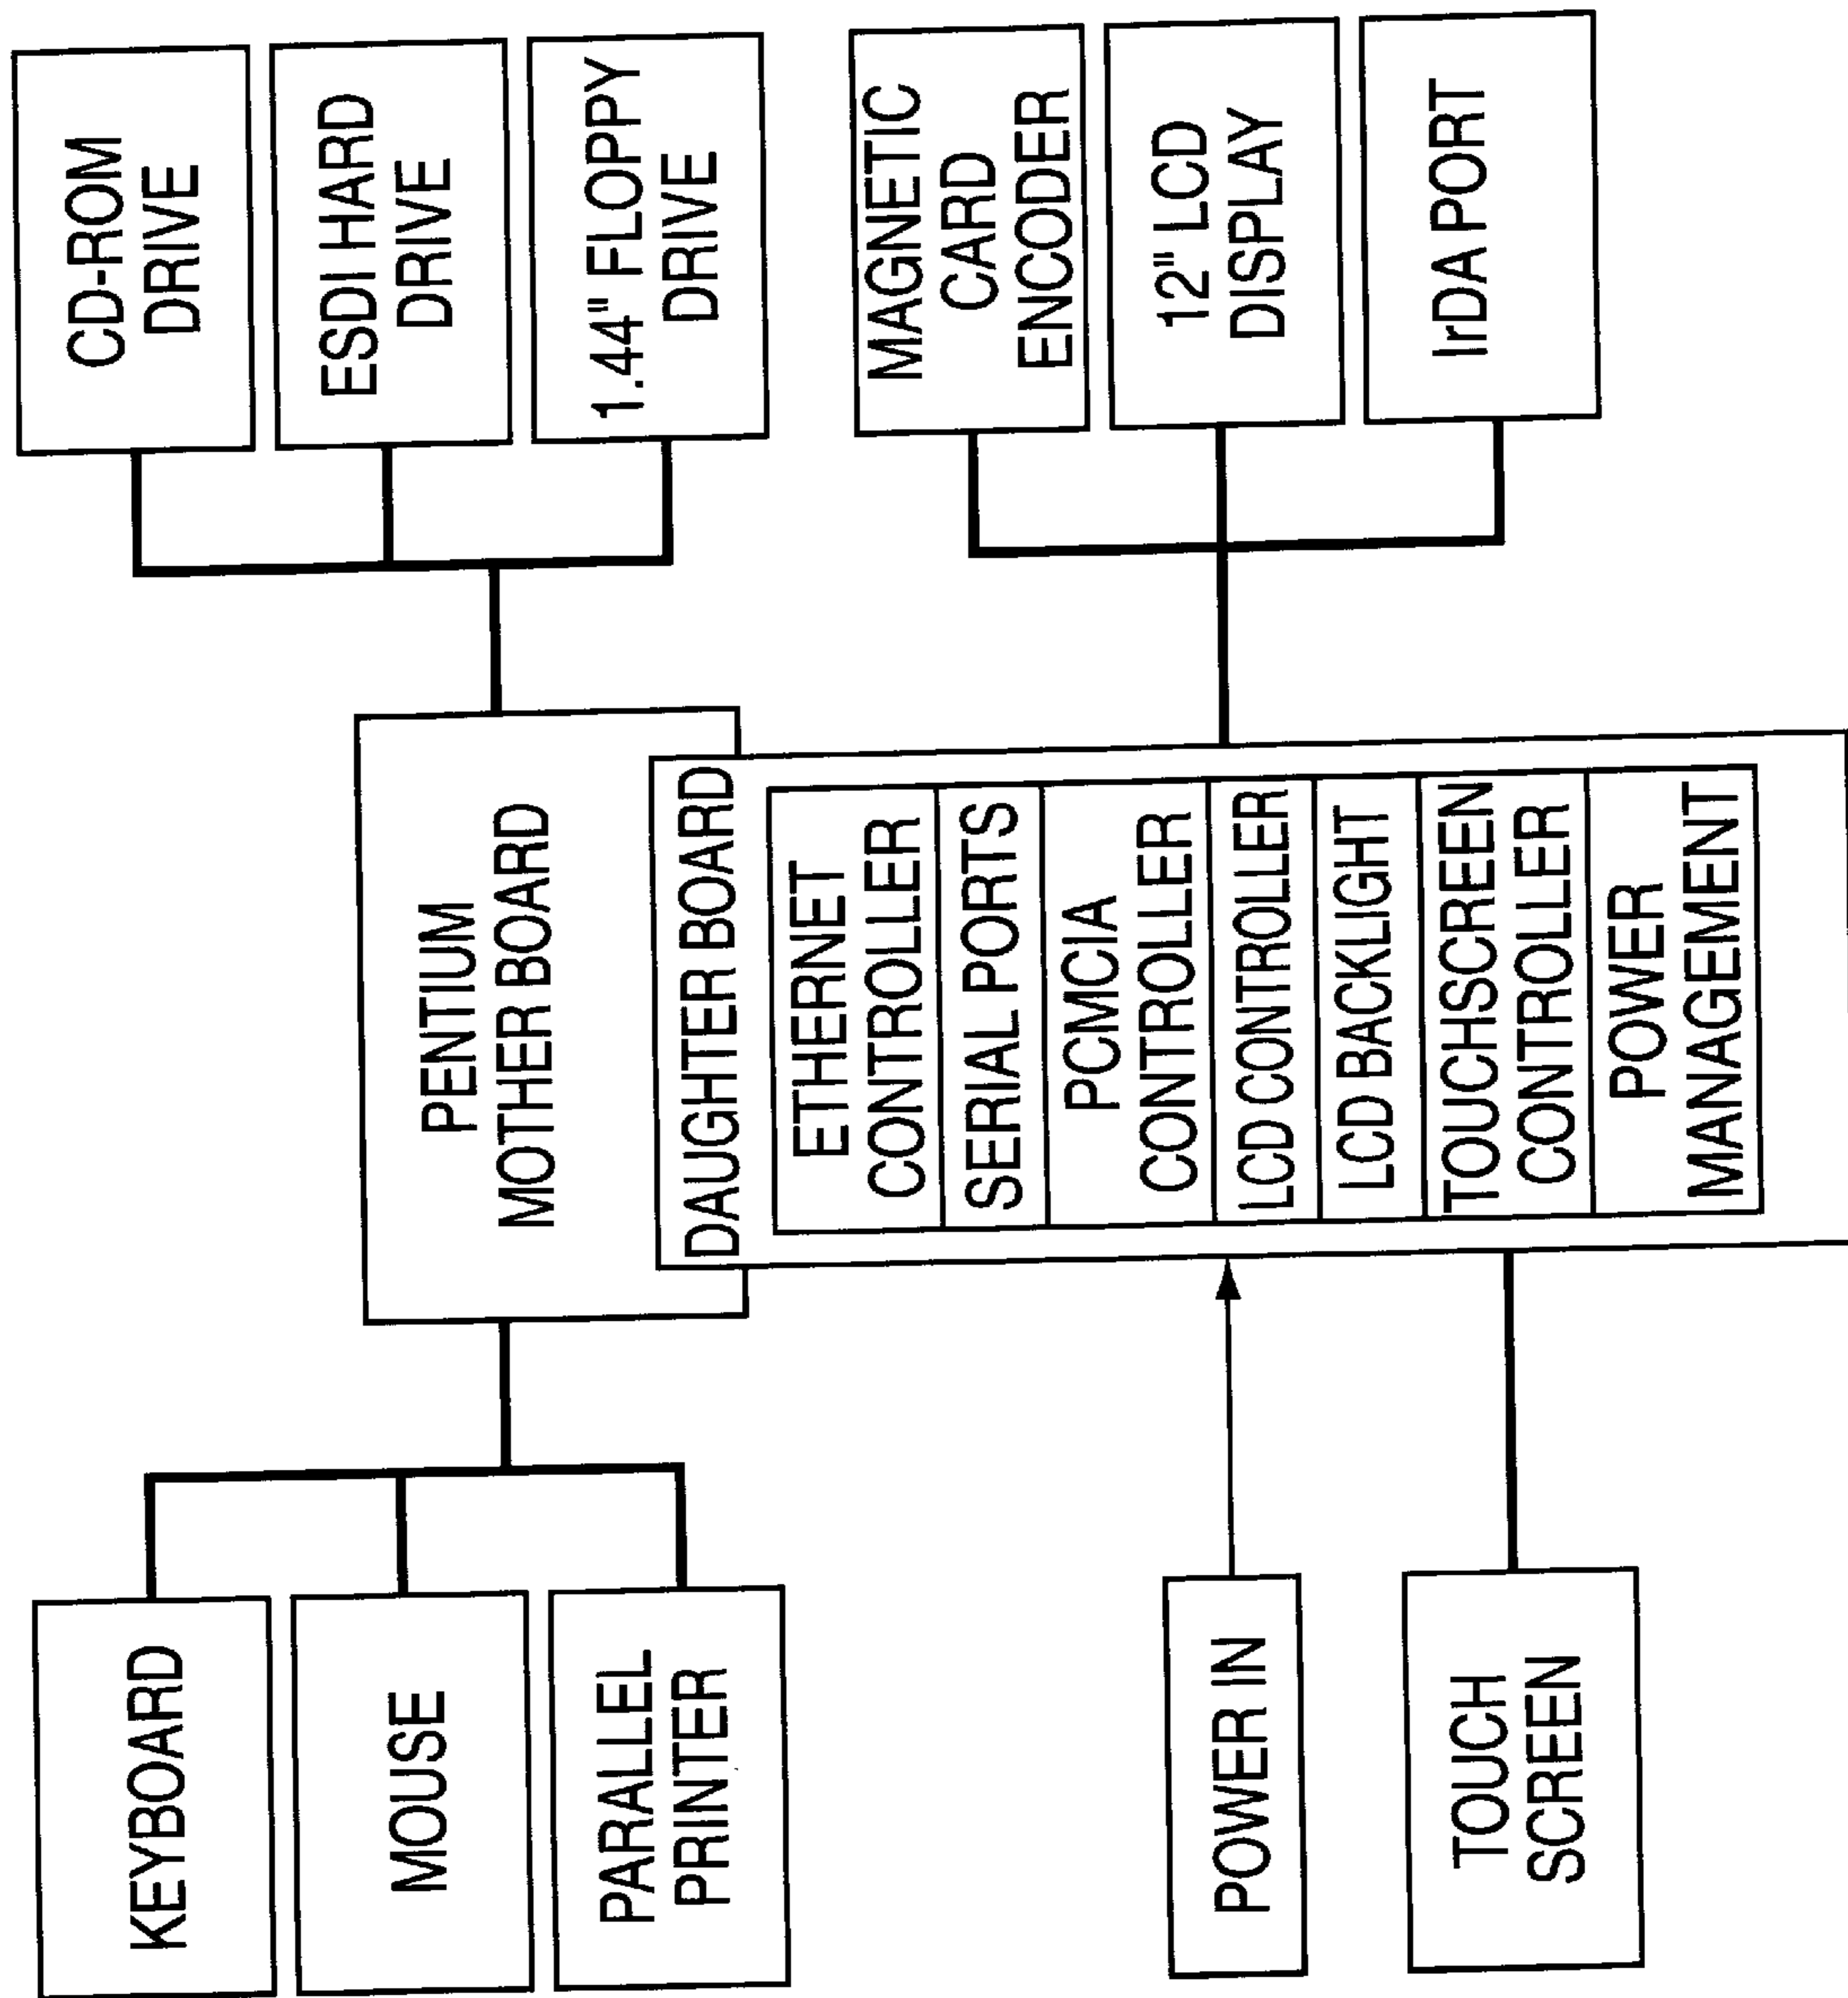 KEYBOARD
MOUSE
PARALLEL
PRINTER
POWER IN
TOUCH
SCREEN
PENTIUM
MOTHER BOARD
DAUGHTER BOARD
ETHERNET
CONTROLLER
SERIAL PORTS
PCMCIA
CONTROLLER
LCD CONTROLLER
LCD BACKLIGHT
TOUCHSCREEN
CONTROLLER
POWER
MANAGEMENT
CD-ROM
DRIVE
ESDI HARD
DRIVE
1.44" FLOPPY
DRIVE
MAGNETIC
CARD
ENCODER
12" LCD
DISPLAY
IrDA PORT